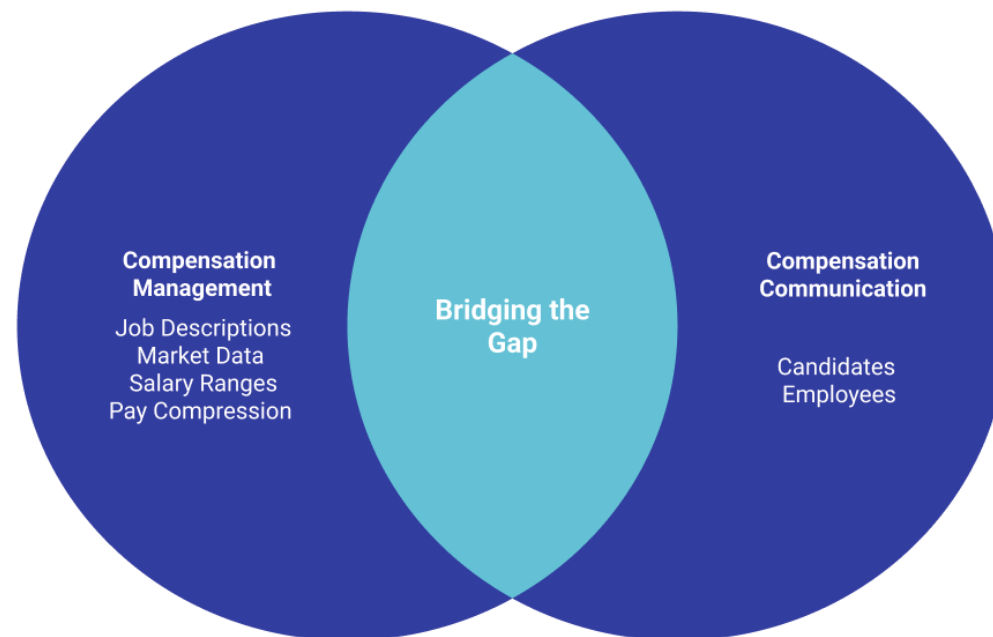 Compensation
Management
Job Descriptions
Market Data
Salary Ranges
Pay Compression
Bridging the
Gap
Compensation
Communication
Candidates
Employees